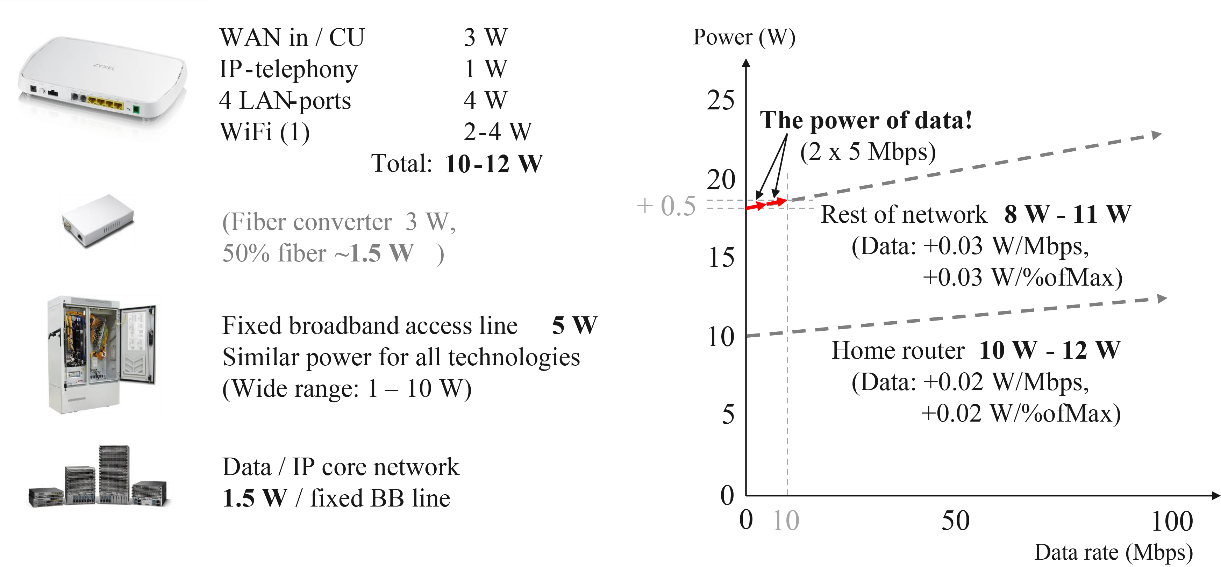 WAN in / CU 3 W
IP-telephony 1 W
4 LAN-ports 4 W
WiFi (1) 2-4 W
Total: 10-12 W
(Fiber converter 3 W,
50% fiber ~1.5 W )
Fixed broadband access line 5 W
Similar power for all technologies
(Wide range: 1 – 10 W)
Data / IP core network
1.5 W / fixed BB line
Power (W)
25
The power of data!
(2 x 5 Mbps)
20
+ 0.5
Rest of network 8 W - 11 W
(Data: +0.03 W/Mbps,
+0.03 W/%ofMax)
15
10
Home router 10 W - 12 W
(Data: +0.02 W/Mbps,
+0.02 W/%ofMax)
5
0
0 10 50 100
Data rate (Mbps)